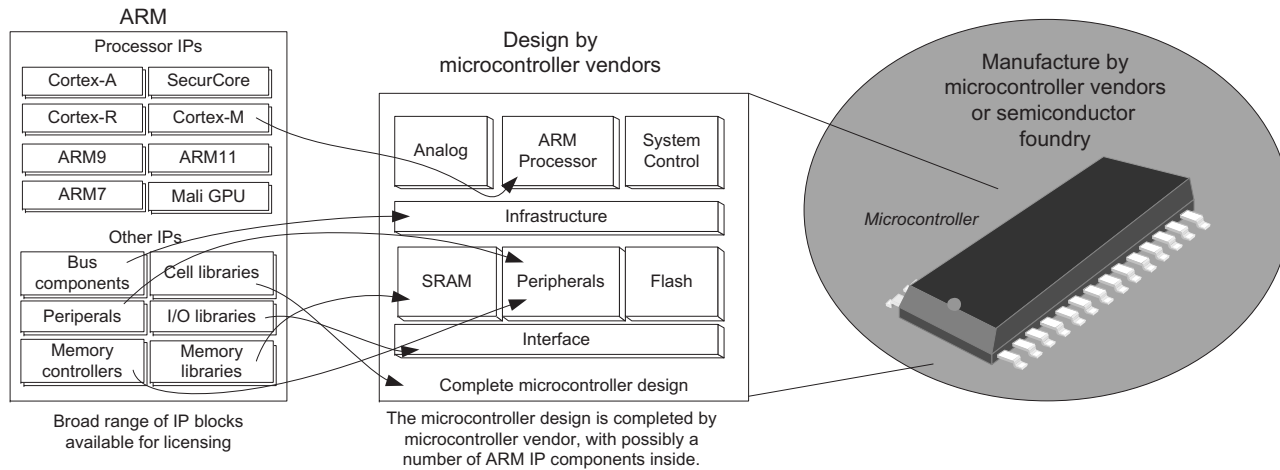 ARM
Processor IPs
Cortex-A
SecurCore
Cortex-R
Cortex-M
ARM9
ARM11
ARM7
Mali GPU
Other IPs
Bus
components
Cell libraries
Periperals
I/O libraries
Memory
controllers
Memory
libraries
Broad range of IP blocks
available for licensing
Design by
microcontroller vendors
Analog
ARM
Processor
System
Control
Infrastructure
SRAM
Peripherals
Flash
Interface
Complete microcontroller design
The microcontroller design is completed by
microcontroller vendor, with possibly a
number of ARM IP components inside.
Manufacture by
microcontroller vendors
or semiconductor
foundry
Microcontroller